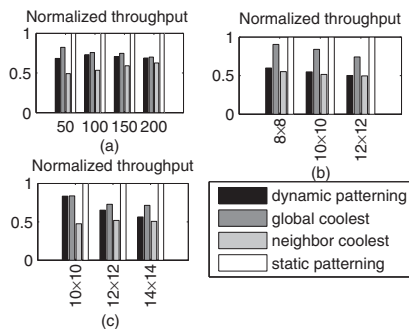 Normalized throughput
1
0.5
0
50 100 150 200
(a)
Normalized throughput
1
0.5
0
8×8
10×10
12×12
(b)
Normalized throughput
1
0.5
0
10×10
12×12
14×14
(c)
dynamic patterning
global coolest
neighbor coolest
static patterning